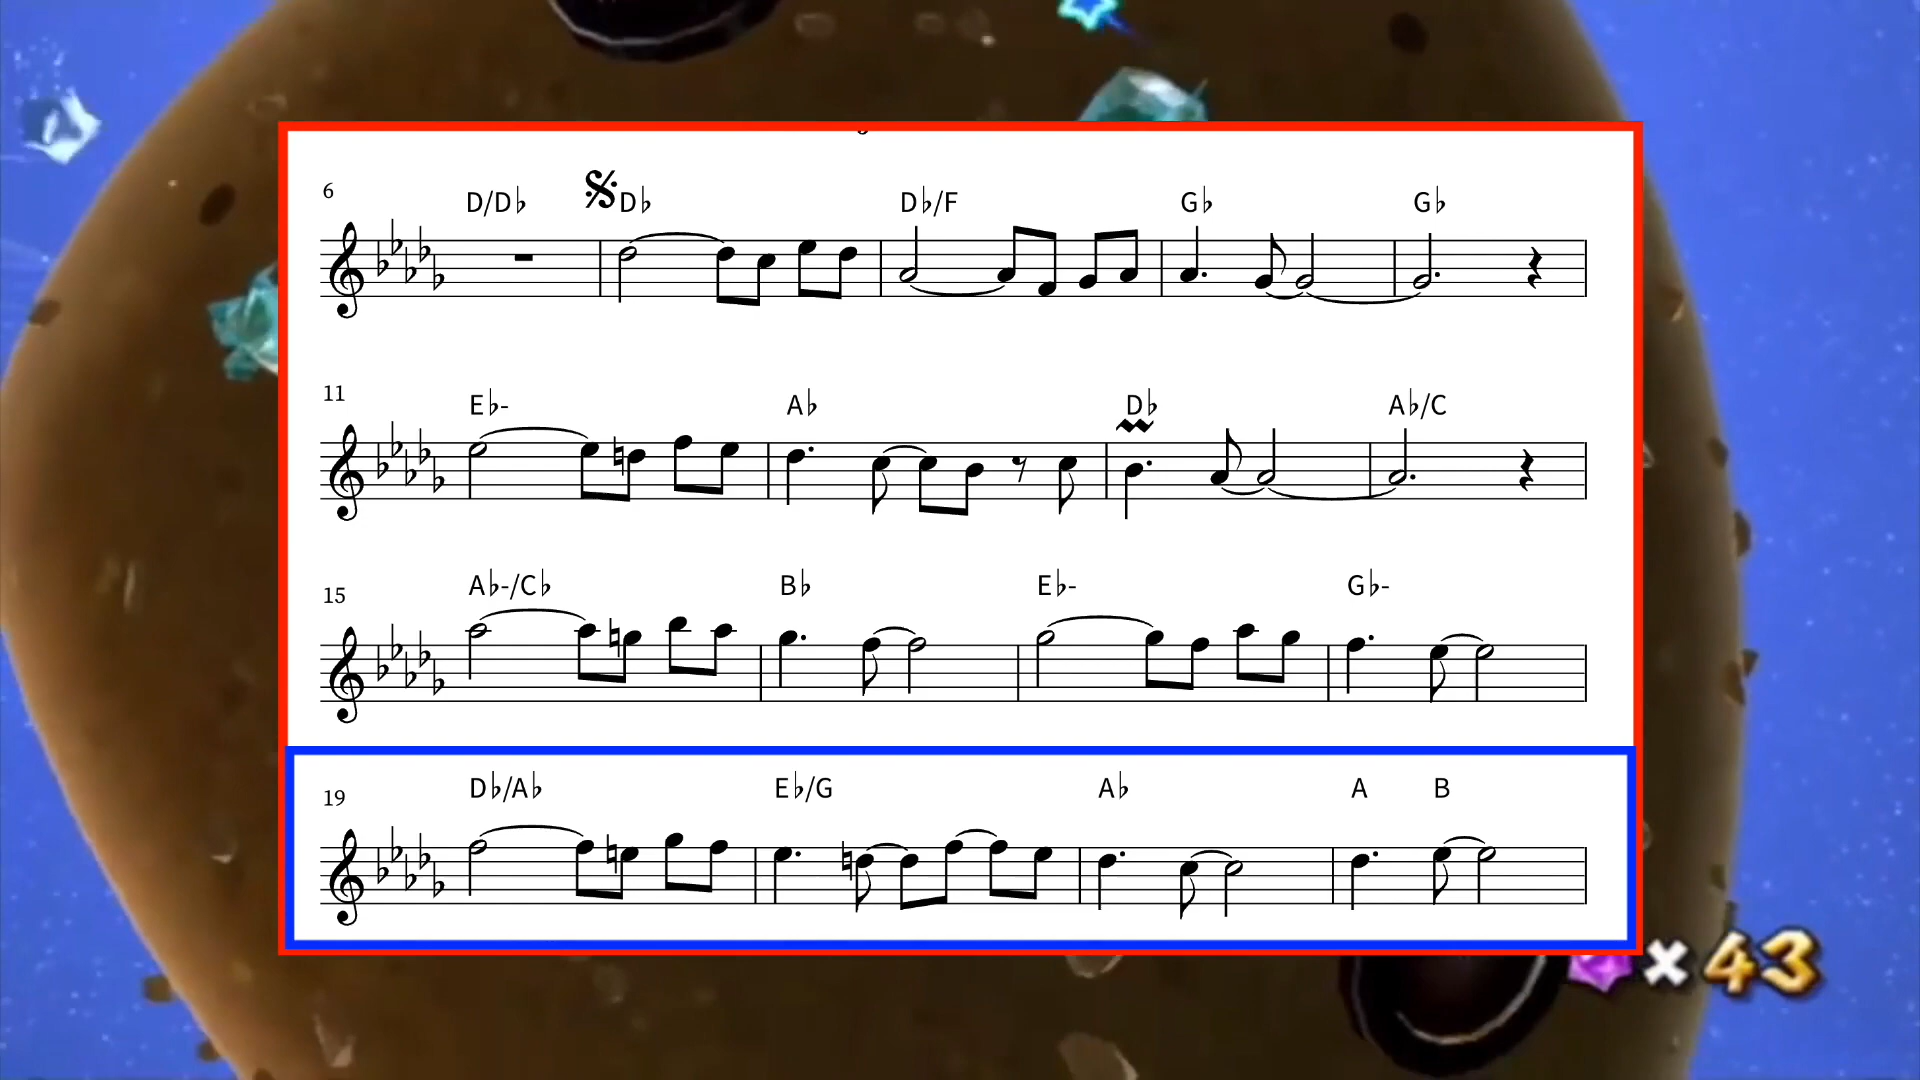 6 D/D♭ D♭ D♭/F G♭ G♭
11 E♭- A♭ D♭ A♭/C
15 A♭-/C♭ B♭ E♭- G♭-
19 D♭/A♭ E♭/G A♭ A B
×43